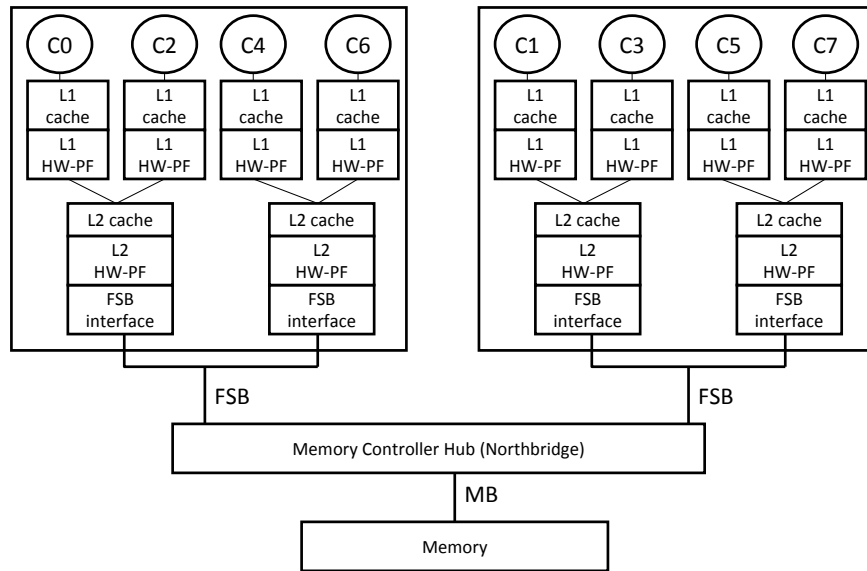 C0 C2 C4 C6 C1 C3 C5 C7
L1 L1 L1 L1 L1 L1 L1 L1
cache cache cache cache cache cache cache cache
L1 L1 L1 L1 L1 L1 L1 L1
HW-PF HW-PF HW-PF HW-PF HW-PF HW-PF HW-PF HW-PF
L2 cache L2 cache L2 cache L2 cache
L2 L2 L2 L2
HW-PF HW-PF HW-PF HW-PF
FSB FSB FSB FSB
interface interface interface interface
FSB FSB
Memory Controller Hub (Northbridge)
MB
Memory